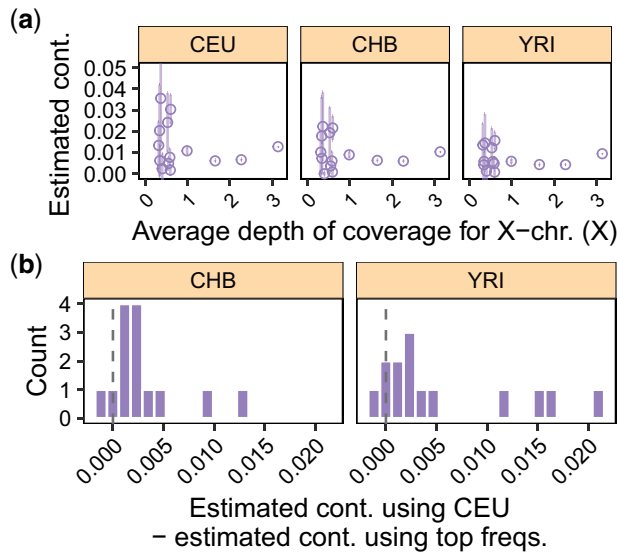 (a)
CEU CHB YRI
Estimated cont.
0.05
0.04
0.03
0.02
0.01
0.00
0 1 2 3 0 1 2 3 0 1 2 3
Average depth of coverage for X−chr. (X)
(b)
CHB YRI
Count
4
3
2
1
0
0.000 0.005 0.010 0.015 0.020 0.000 0.005 0.010 0.015 0.020
Estimated cont. using CEU
− estimated cont. using top freqs.